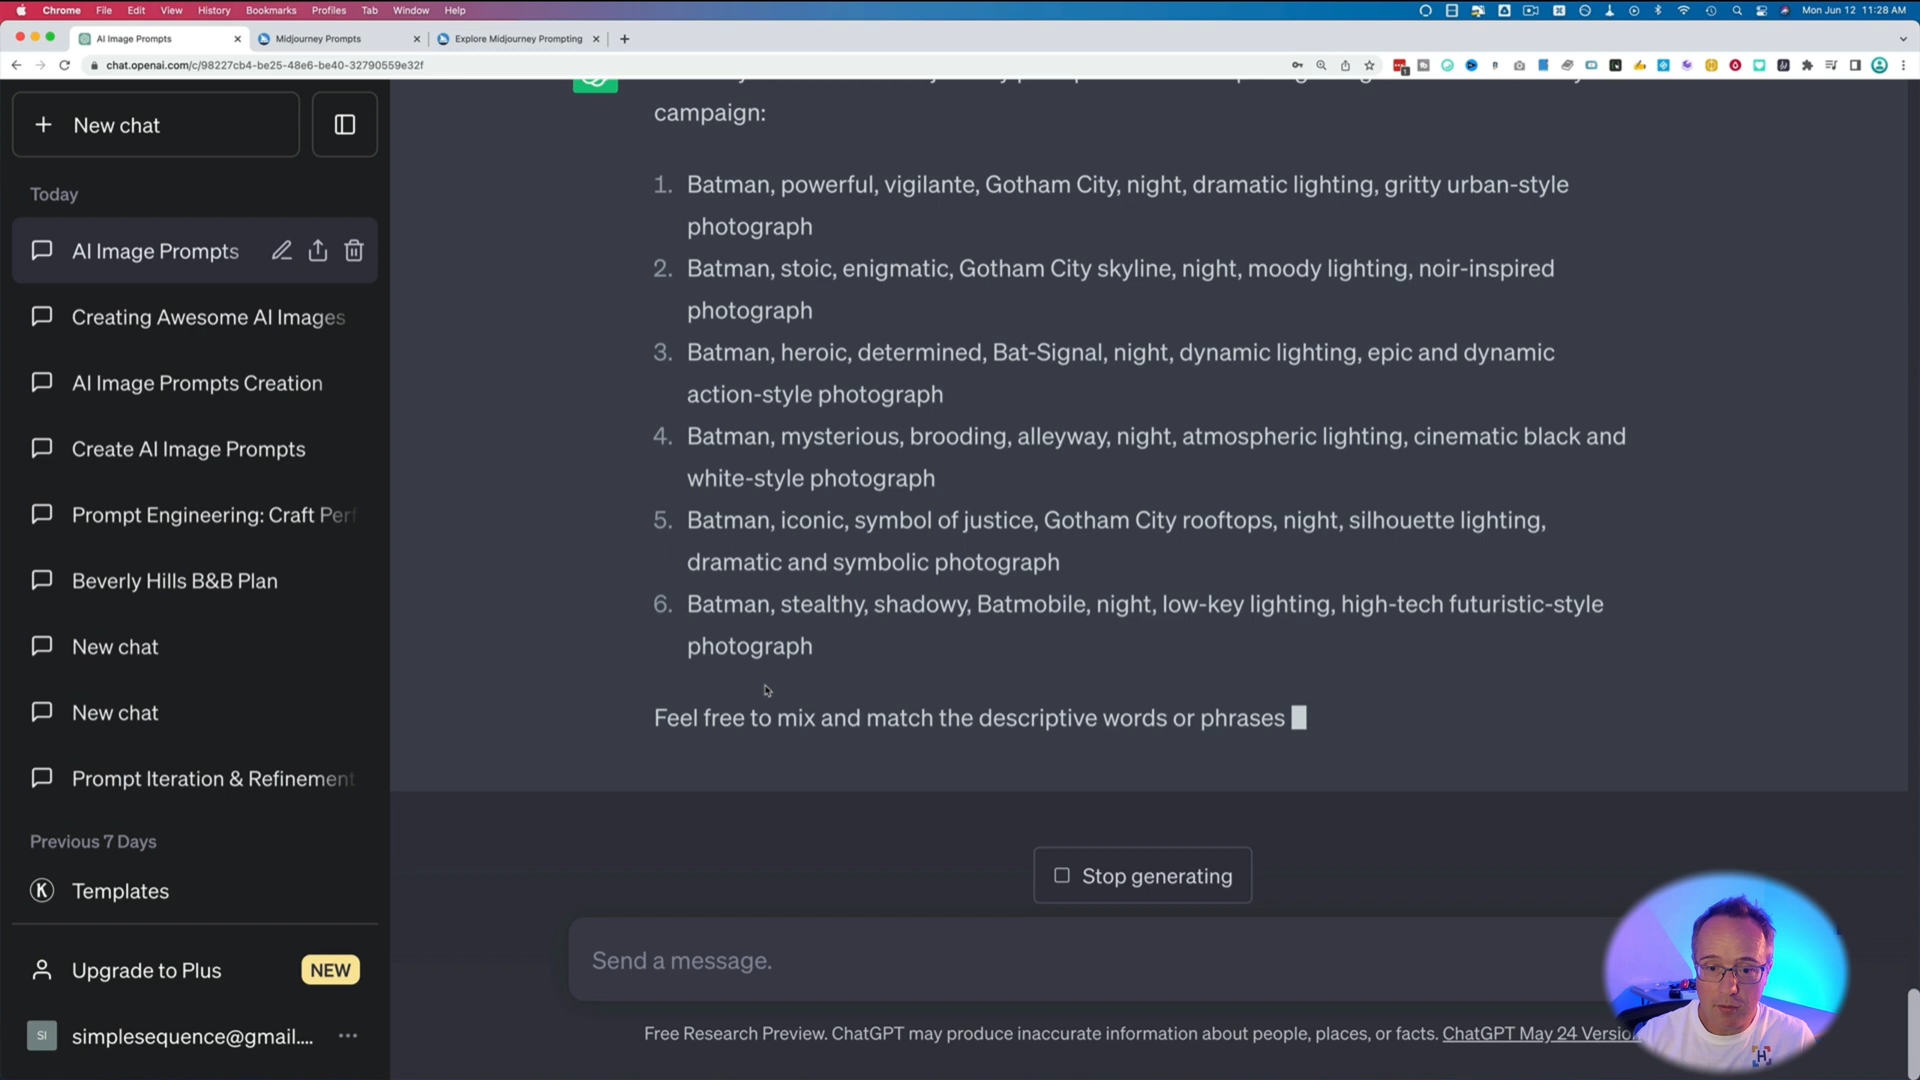 Chrome File Edit View History Bookmarks Profiles Tab Window Help
Mon Jun 12 11:28 AM
AI Image Prompts
Midjourney Prompts
Explore Midjourney Prompting
chat.openai.com/c/98227cb4-be25-48e6-be40-32790559e32f
+ New chat
Today
AI Image Prompts
Creating Awesome AI Images
AI Image Prompts Creation
Create AI Image Prompts
Prompt Engineering: Craft Perf
Beverly Hills B&B Plan
New chat
New chat
Prompt Iteration & Refinement
Previous 7 Days
K Templates
Upgrade to Plus NEW
SI simplesequence@gmail....
campaign:
1. Batman, powerful, vigilante, Gotham City, night, dramatic lighting, gritty urban-style
photograph
2. Batman, stoic, enigmatic, Gotham City skyline, night, moody lighting, noir-inspired
photograph
3. Batman, heroic, determined, Bat-Signal, night, dynamic lighting, epic and dynamic
action-style photograph
4. Batman, mysterious, brooding, alleyway, night, atmospheric lighting, cinematic black and
white-style photograph
5. Batman, iconic, symbol of justice, Gotham City rooftops, night, silhouette lighting,
dramatic and symbolic photograph
6. Batman, stealthy, shadowy, Batmobile, night, low-key lighting, high-tech futuristic-style
photograph
Feel free to mix and match the descriptive words or phrases
Stop generating
Send a message.
Free Research Preview. ChatGPT may produce inaccurate information about people, places, or facts. ChatGPT May 24 Versio
H